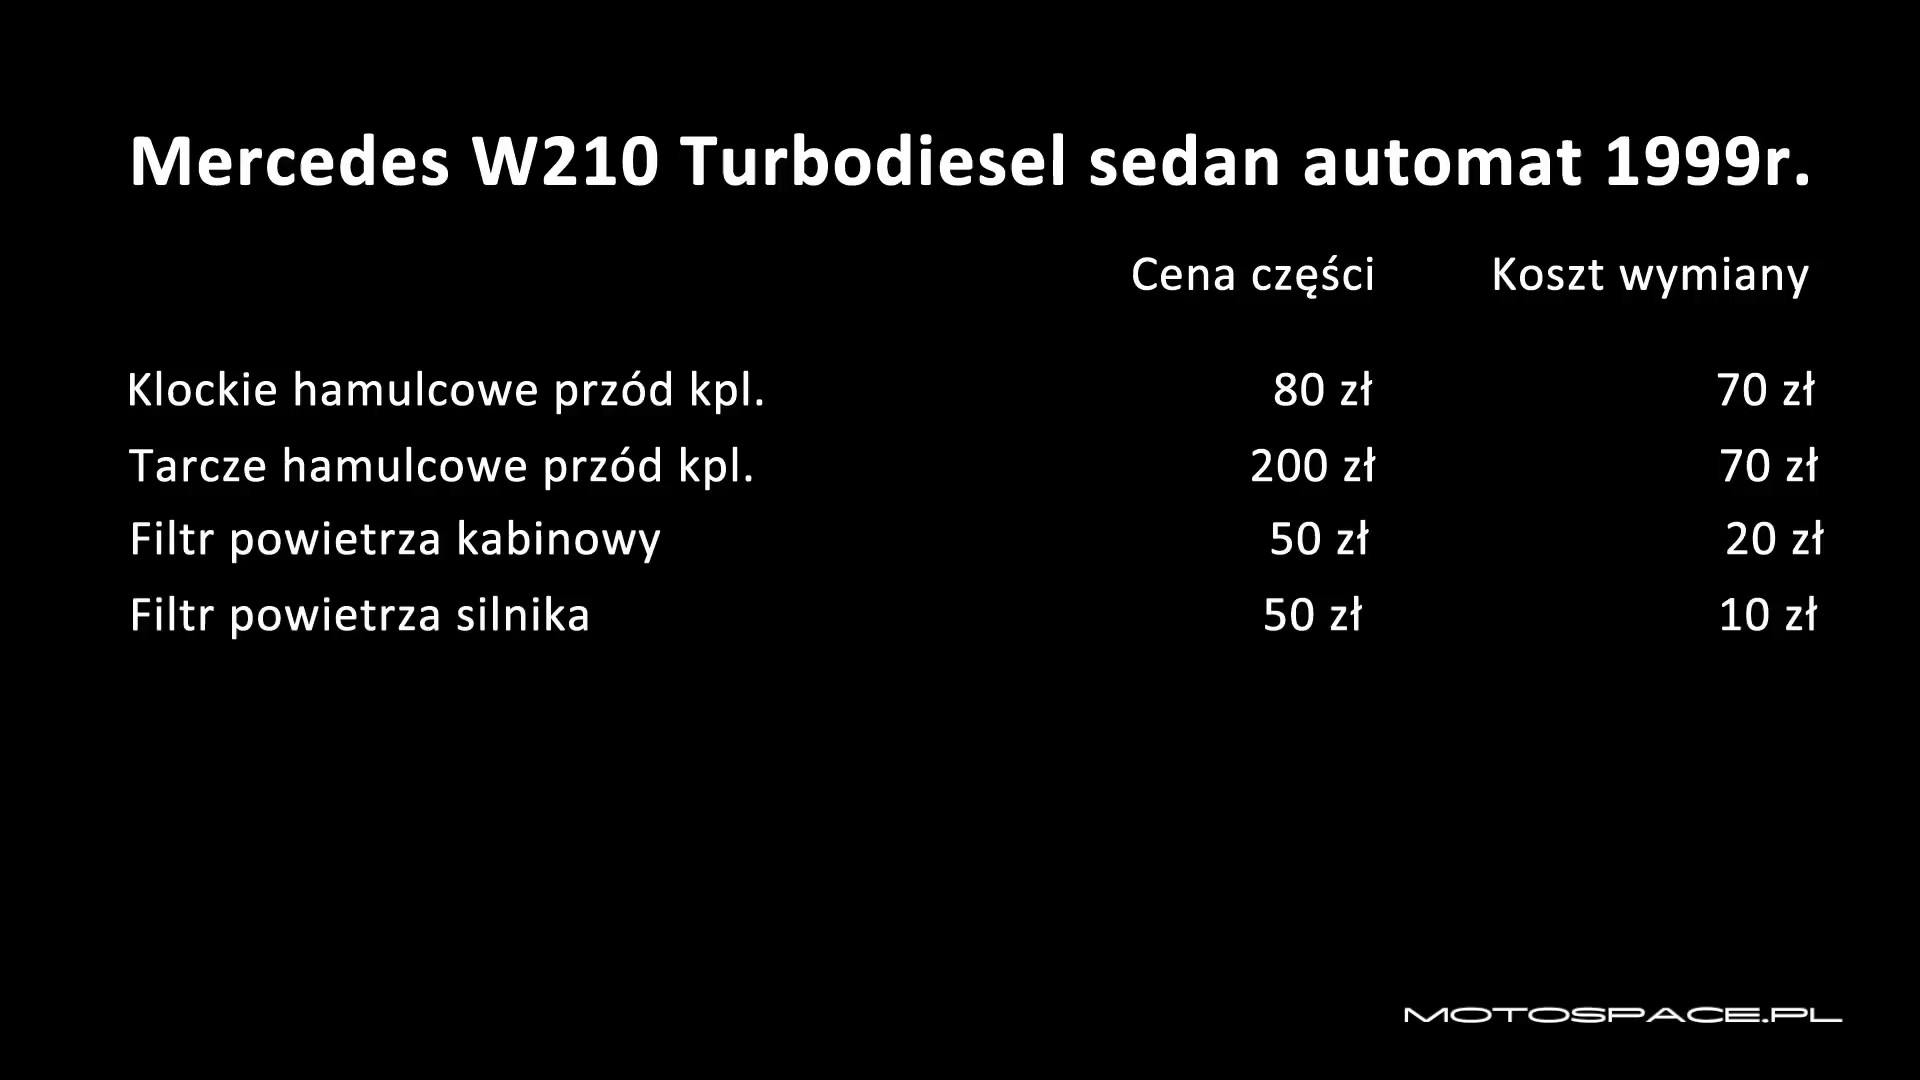 Mercedes W210 Turbodiesel sedan automat 1999r.
Cena części Koszt wymiany
Klockie hamulcowe przód kpl. 80 zł 70 zł
Tarcze hamulcowe przód kpl. 200 zł 70 zł
Filtr powietrza kabinowy 50 zł 20 zł
Filtr powietrza silnika 50 zł 10 zł
MOTOSPACE.PL